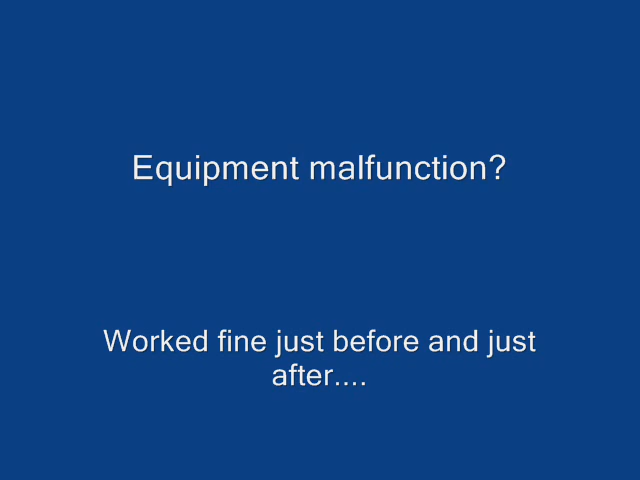 Equipment malfunction?
Worked fine just before and just
after....